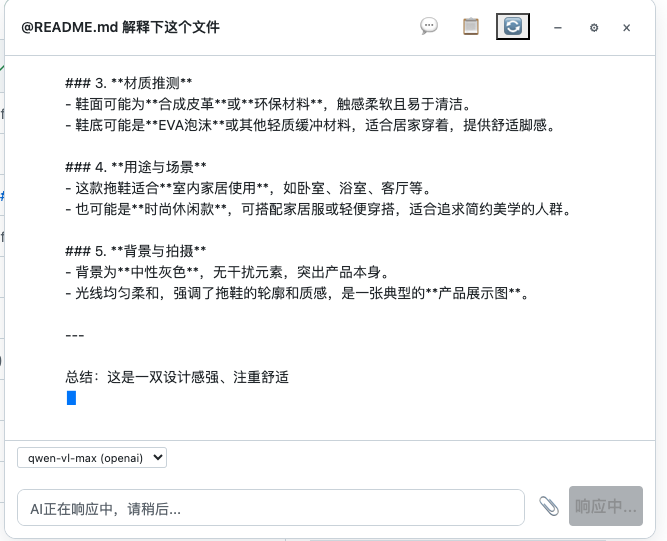 @README.md 解释下这个文件
### 3. **材质推测**
- 鞋面可能为**合成皮革**或**环保材料**，触感柔软且易于清洁。
- 鞋底可能是**EVA泡沫**或其他轻质缓冲材料，适合居家穿着，提供舒适脚感。
### 4. **用途与场景**
- 这款拖鞋适合**室内家居使用**，如卧室、浴室、客厅等。
- 也可能是**时尚休闲款**，可搭配家居服或轻便穿搭，适合追求简约美学的人群。
### 5. **背景与拍摄**
- 背景为**中性灰色**，无干扰元素，突出产品本身。
- 光线均匀柔和，强调了拖鞋的轮廓和质感，是一张典型的**产品展示图**。
---
总结：这是一双设计感强、注重舒适
qwen-vl-max (openai)
AI正在响应中，请稍后...
响应中...